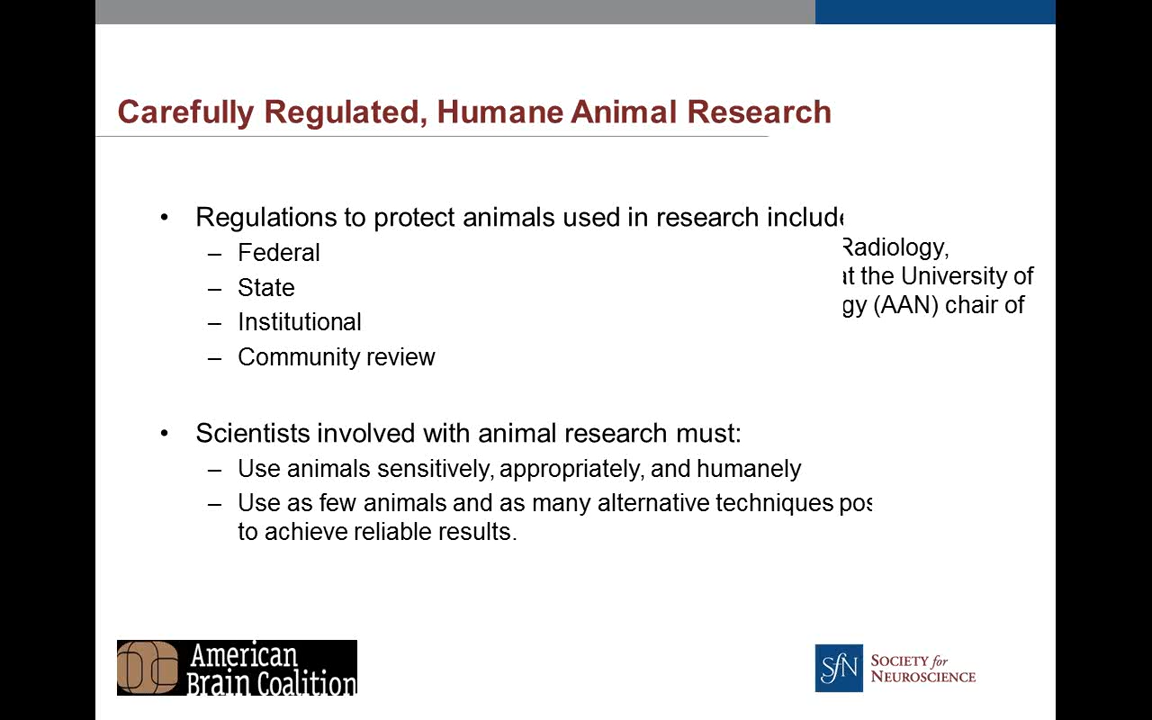 Carefully Regulated, Humane Animal Research
• Regulations to protect animals used in research include
– Federal
Radiology,
– State
at the University of
– Institutional
gy (AAN) chair of
– Community review
• Scientists involved with animal research must:
– Use animals sensitively, appropriately, and humanely
– Use as few animals and as many alternative techniques pos
to achieve reliable results.
American
Brain Coalition
SfN
SOCIETY for
NEUROSCIENCE